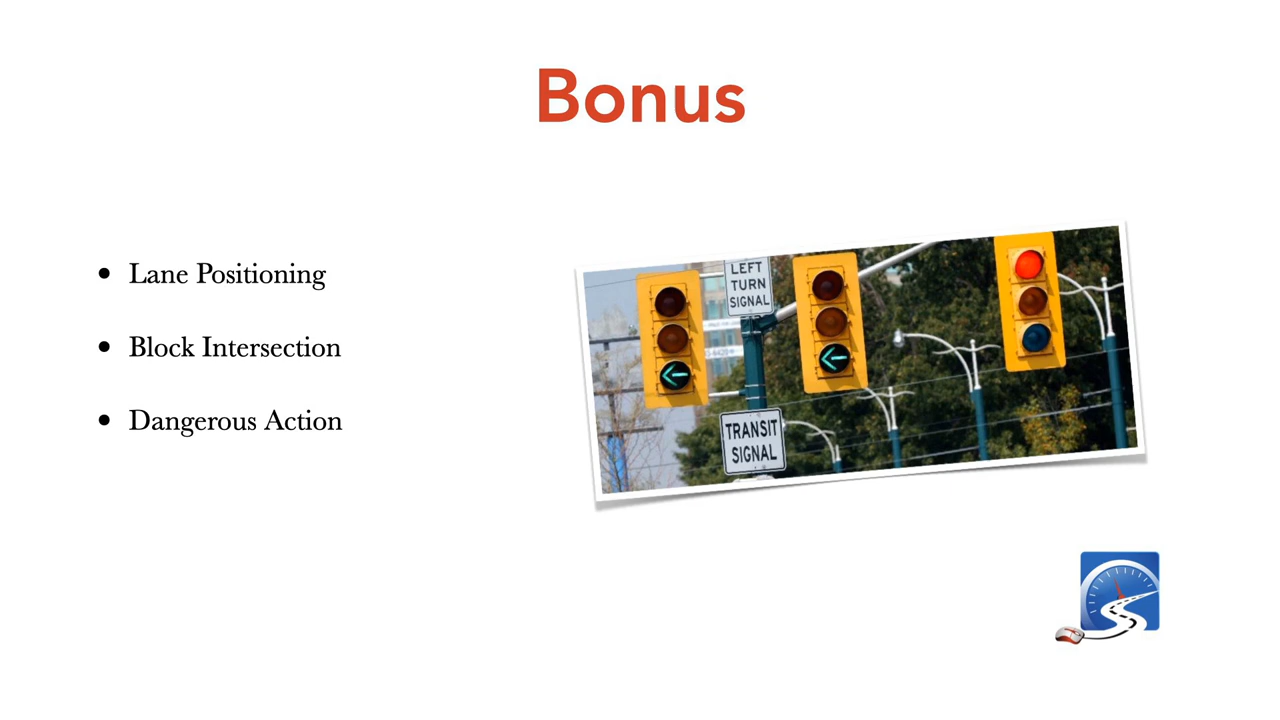 Bonus
Lane Positioning
Block Intersection
Dangerous Action
LEFT
TURN
SIGNAL
TRANSIT
SIGNAL